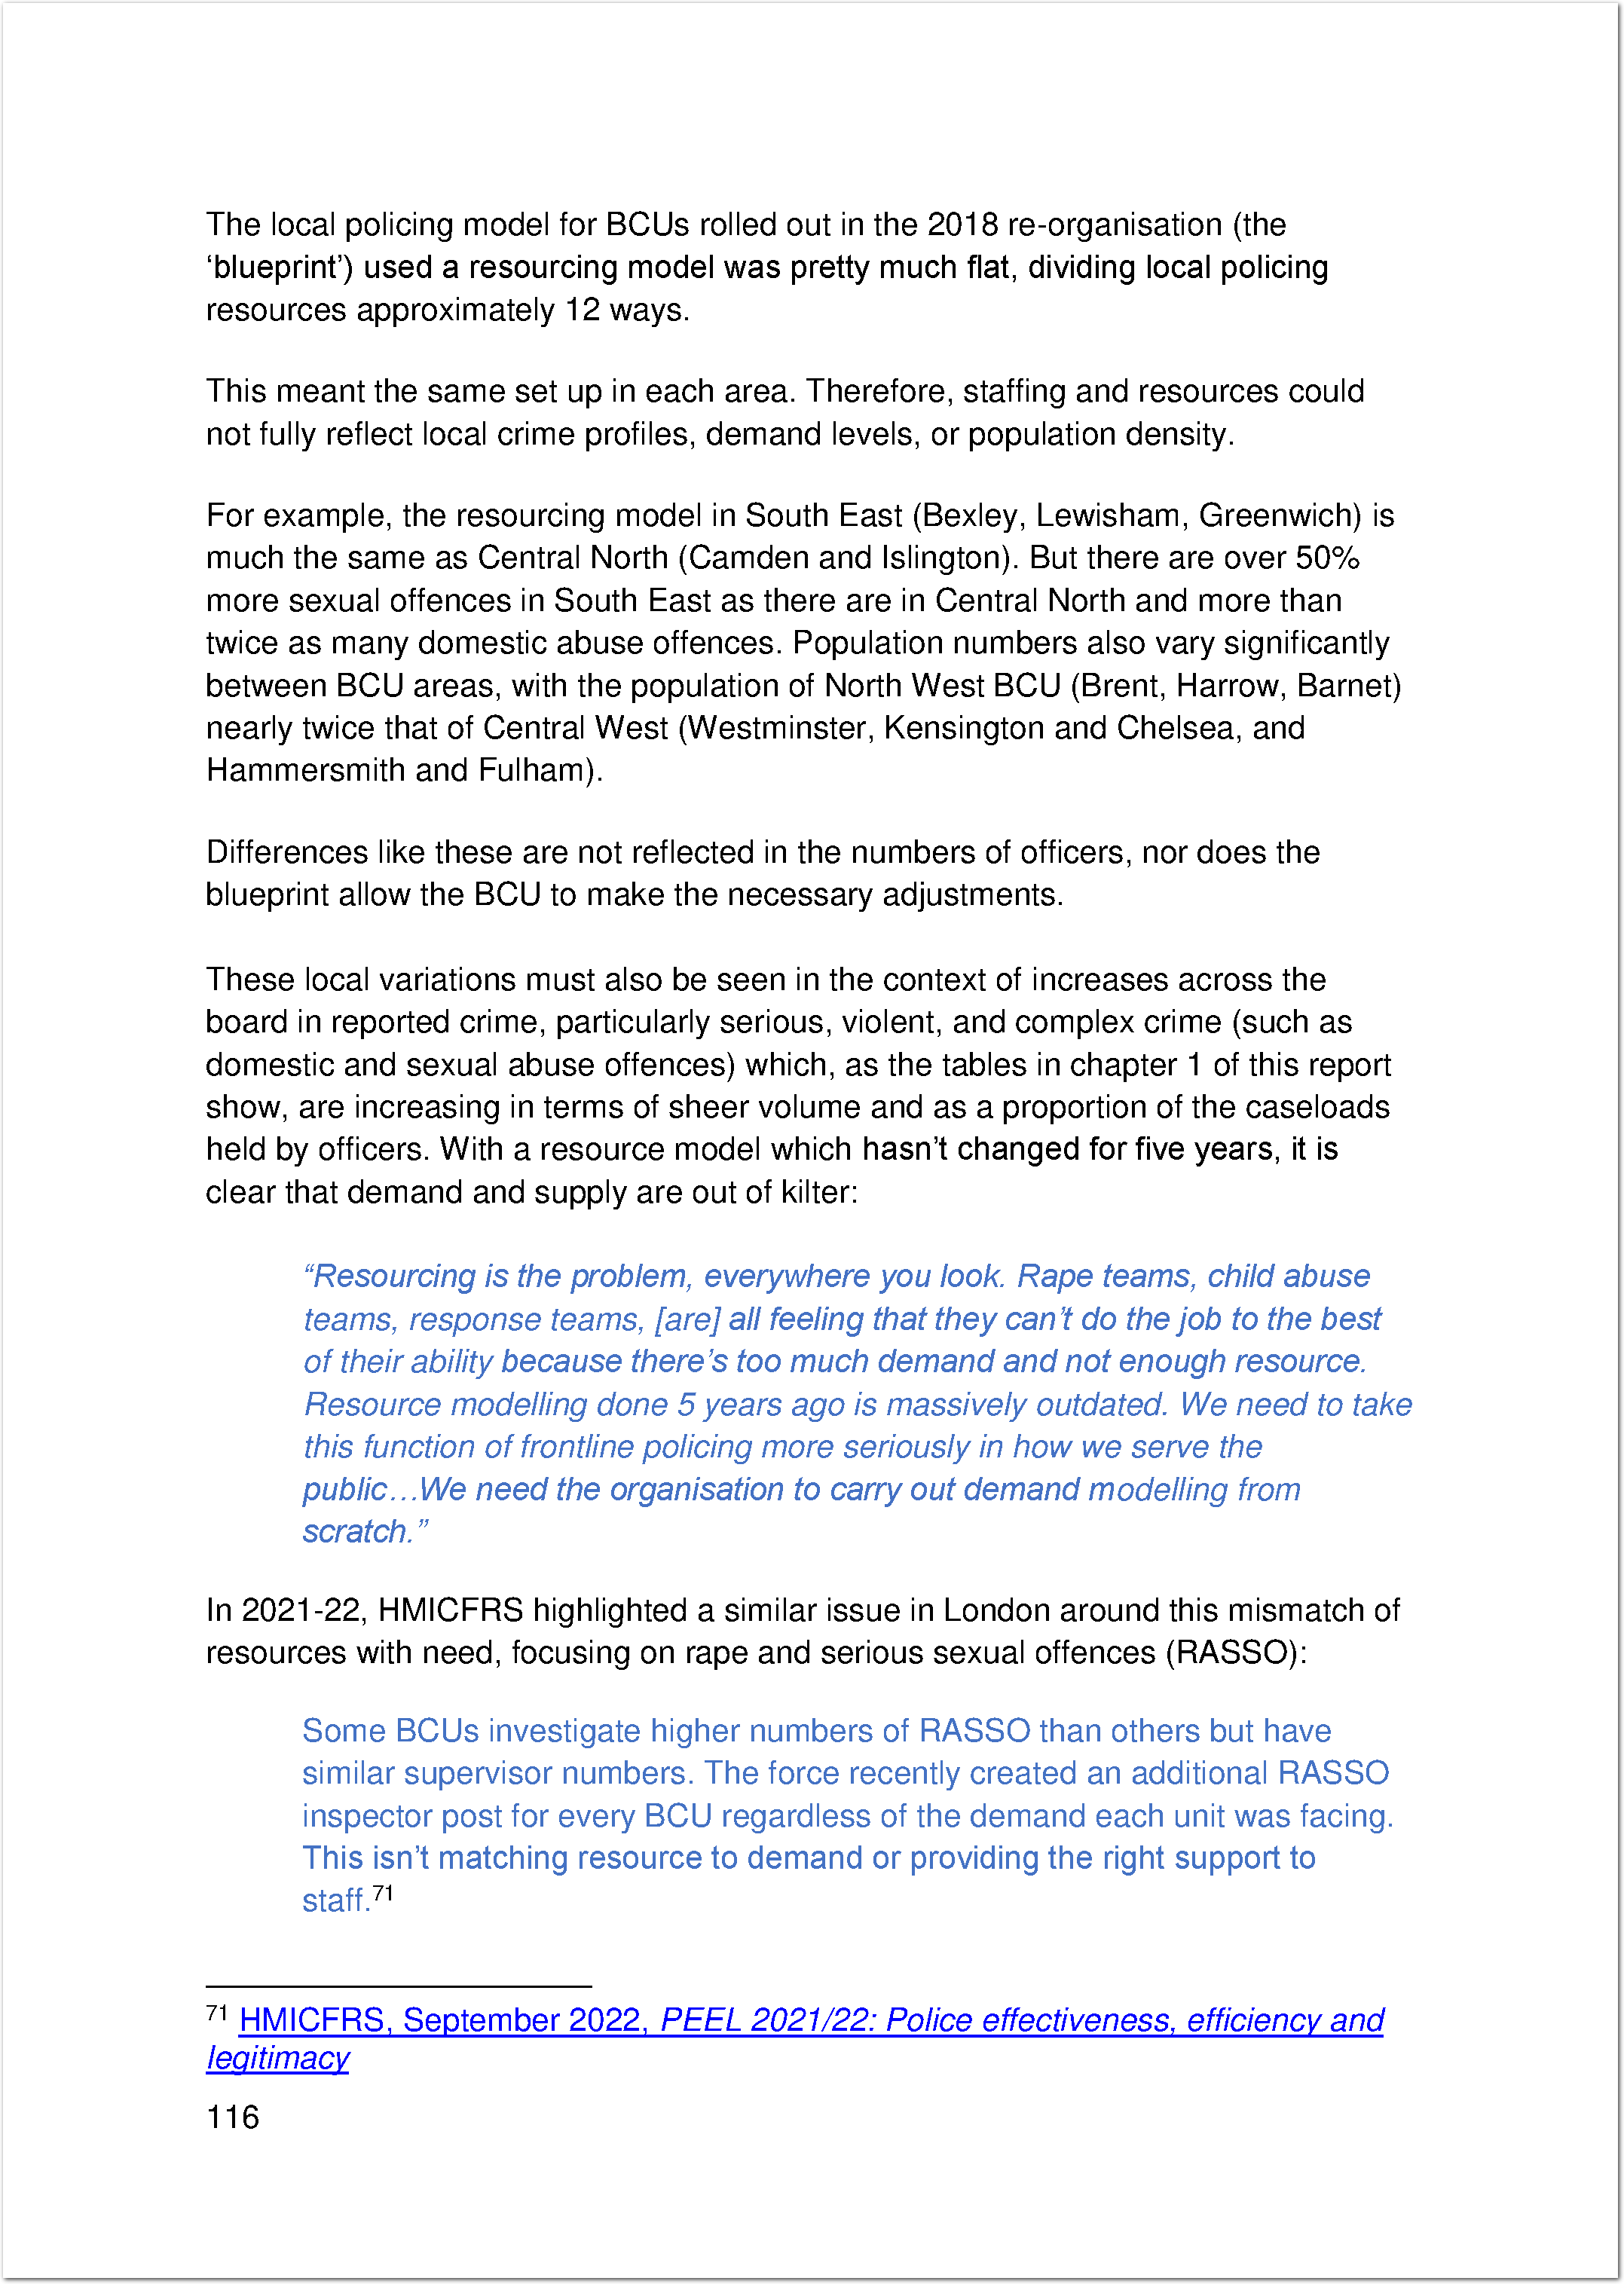 The local policing model for BCUs rolled out in the 2018 re-organisation (the
‘blueprint’) used a resourcing model was pretty much flat, dividing local policing
resources approximately 12 ways.
This meant the same set up in each area. Therefore, staffing and resources could
not fully reflect local crime profiles, demand levels, or population density.
For example, the resourcing model in South East (Bexley, Lewisham, Greenwich) is
much the same as Central North (Camden and Islington). But there are over 50%
more sexual offences in South East as there are in Central North and more than
twice as many domestic abuse offences. Population numbers also vary significantly
between BCU areas, with the population of North West BCU (Brent, Harrow, Barnet)
nearly twice that of Central West (Westminster, Kensington and Chelsea, and
Hammersmith and Fulham).
Differences like these are not reflected in the numbers of officers, nor does the
blueprint allow the BCU to make the necessary adjustments.
These local variations must also be seen in the context of increases across the
board in reported crime, particularly serious, violent, and complex crime (such as
domestic and sexual abuse offences) which, as the tables in chapter 1 of this report
show, are increasing in terms of sheer volume and as a proportion of the caseloads
held by officers. With a resource model which hasn’t changed for five years, it is
clear that demand and supply are out of kilter:
“Resourcing is the problem, everywhere you look. Rape teams, child abuse
teams, response teams, [are] all feeling that they can’t do the job to the best
of their ability because there’s too much demand and not enough resource.
Resource modelling done 5 years ago is massively outdated. We need to take
this function of frontline policing more seriously in how we serve the
public…We need the organisation to carry out demand modelling from
scratch.”
In 2021-22, HMICFRS highlighted a similar issue in London around this mismatch of
resources with need, focusing on rape and serious sexual offences (RASSO):
Some BCUs investigate higher numbers of RASSO than others but have
similar supervisor numbers. The force recently created an additional RASSO
inspector post for every BCU regardless of the demand each unit was facing.
This isn’t matching resource to demand or providing the right support to
staff.71
71 HMICFRS, September 2022, PEEL 2021/22: Police effectiveness, efficiency and
legitimacy
116